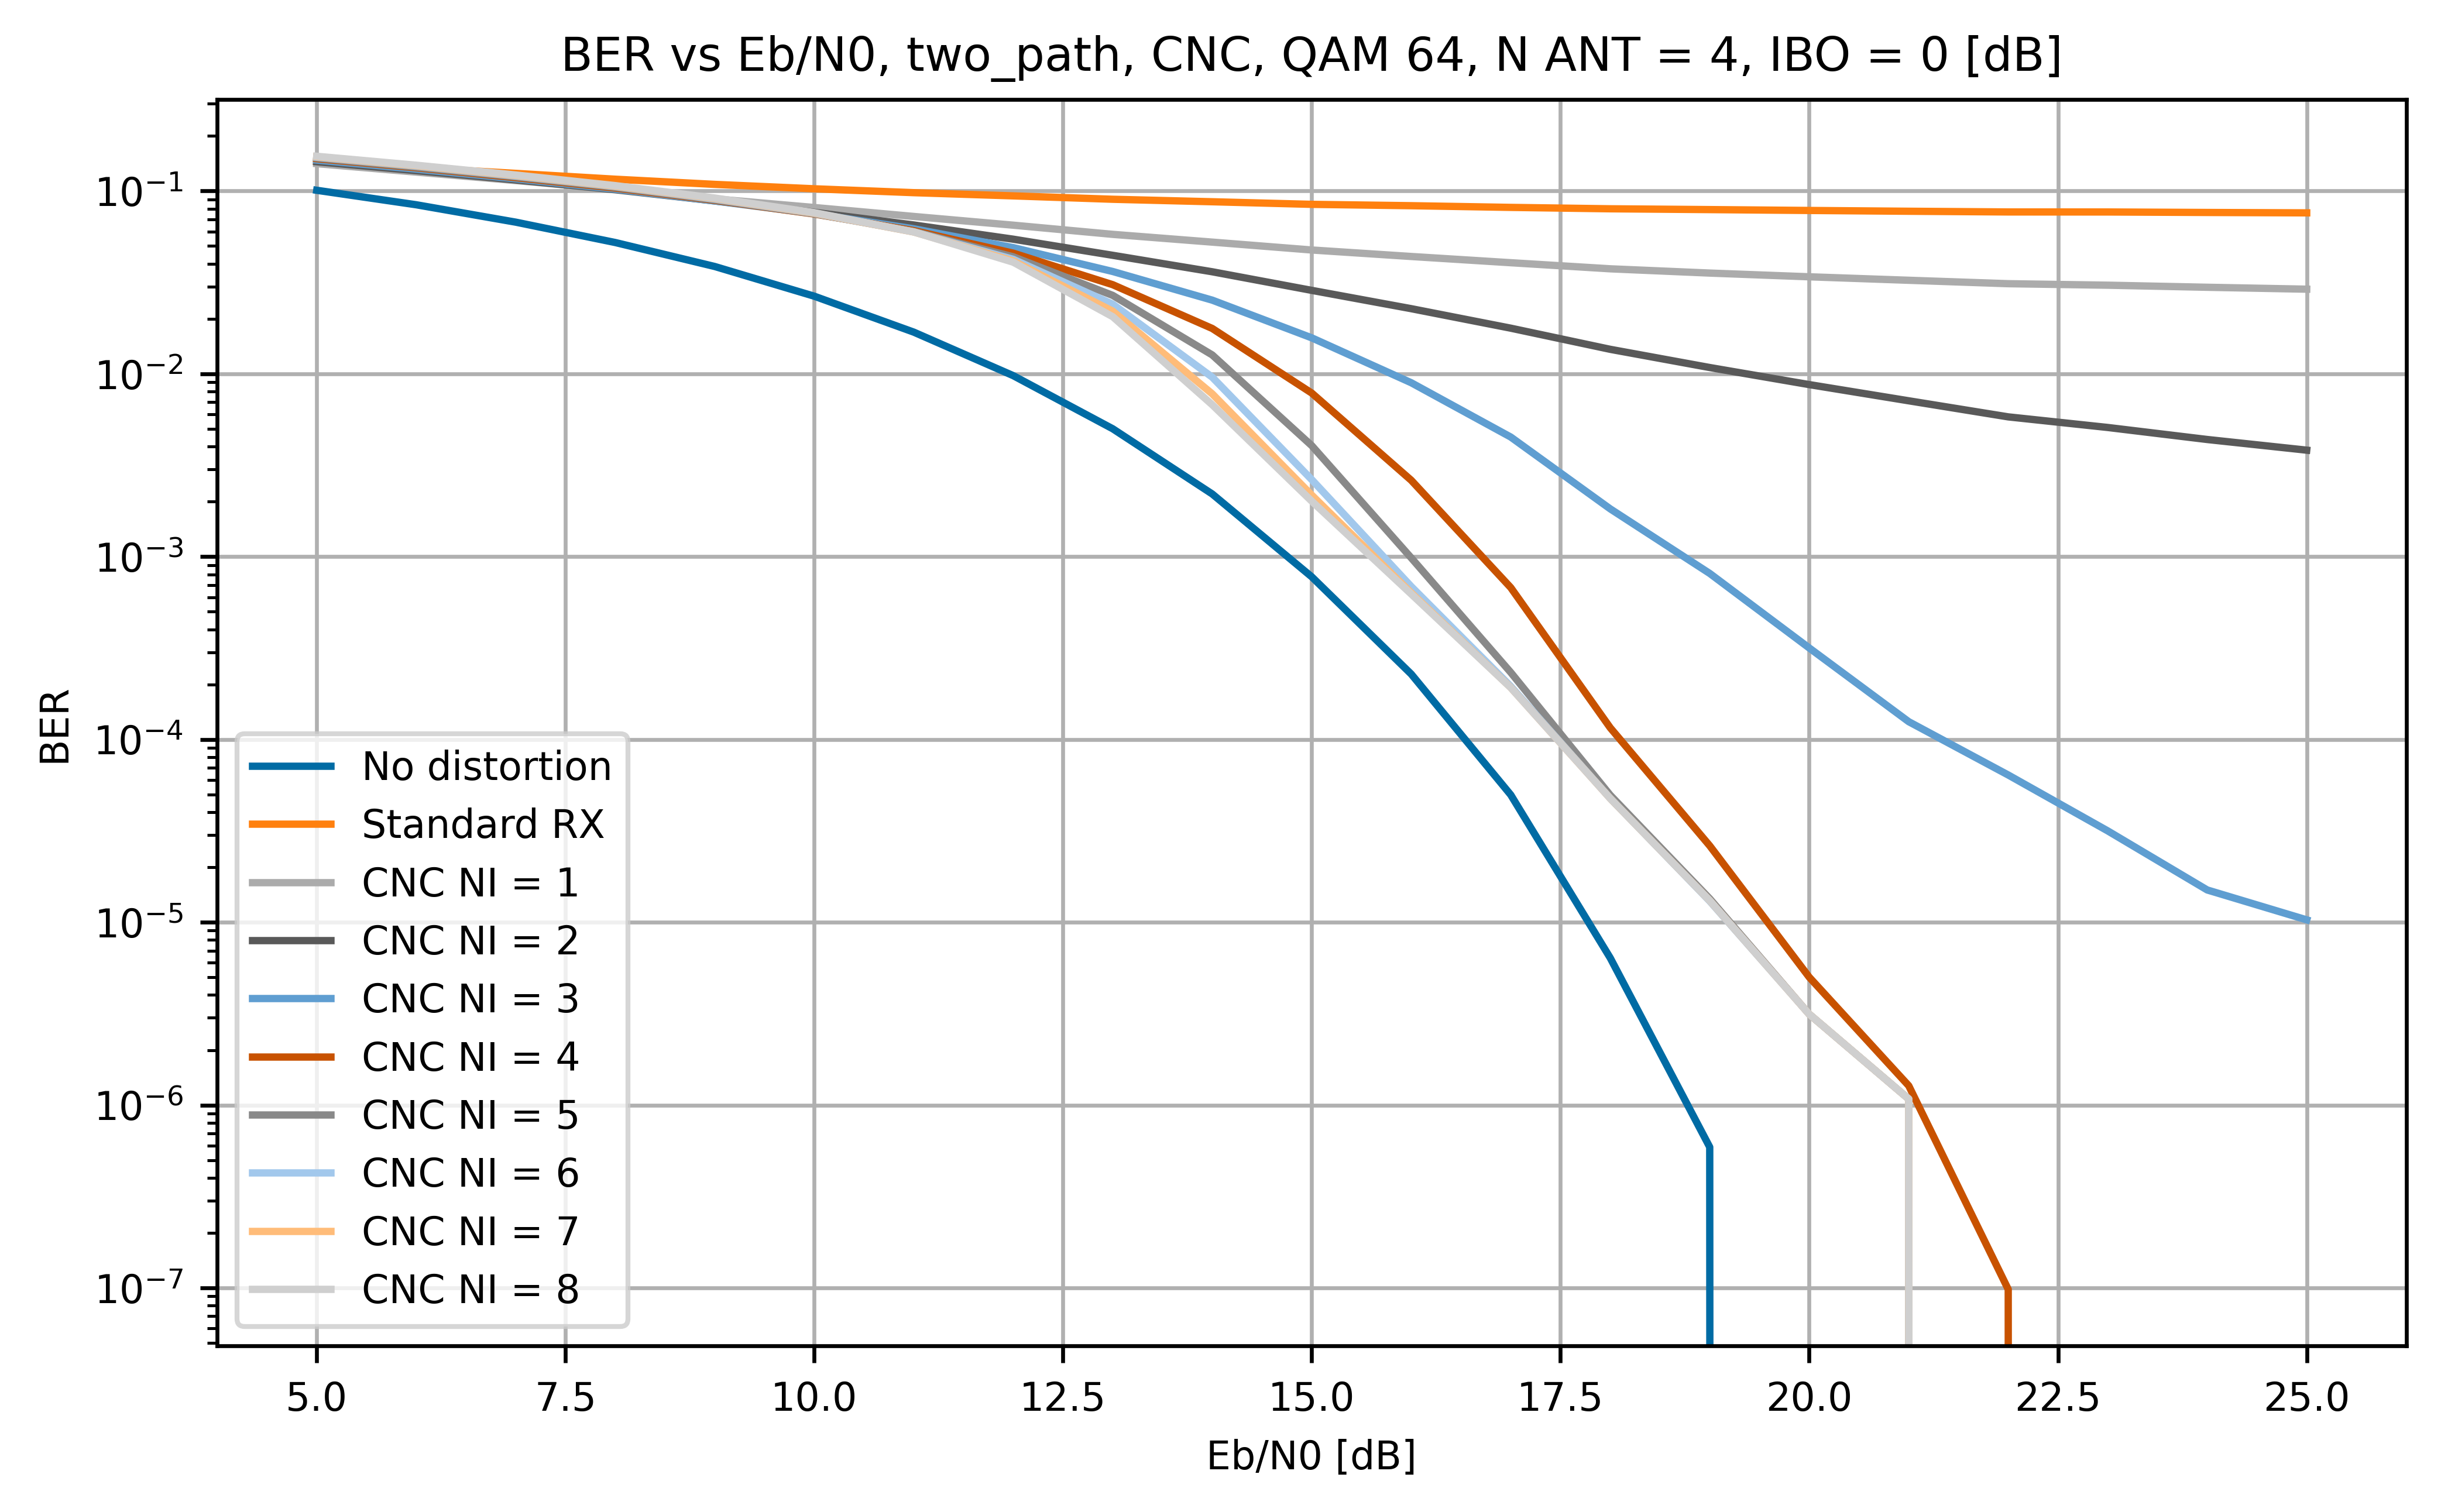 BER vs Eb/N0, two_path, CNC, QAM 64, N ANT = 4, IBO = 0 [dB]
BER
10⁻¹
10⁻²
10⁻³
10⁻⁴
10⁻⁵
10⁻⁶
10⁻⁷
No distortion
Standard RX
CNC NI = 1
CNC NI = 2
CNC NI = 3
CNC NI = 4
CNC NI = 5
CNC NI = 6
CNC NI = 7
CNC NI = 8
5.0 7.5 10.0 12.5 15.0 17.5 20.0 22.5 25.0
Eb/N0 [dB]